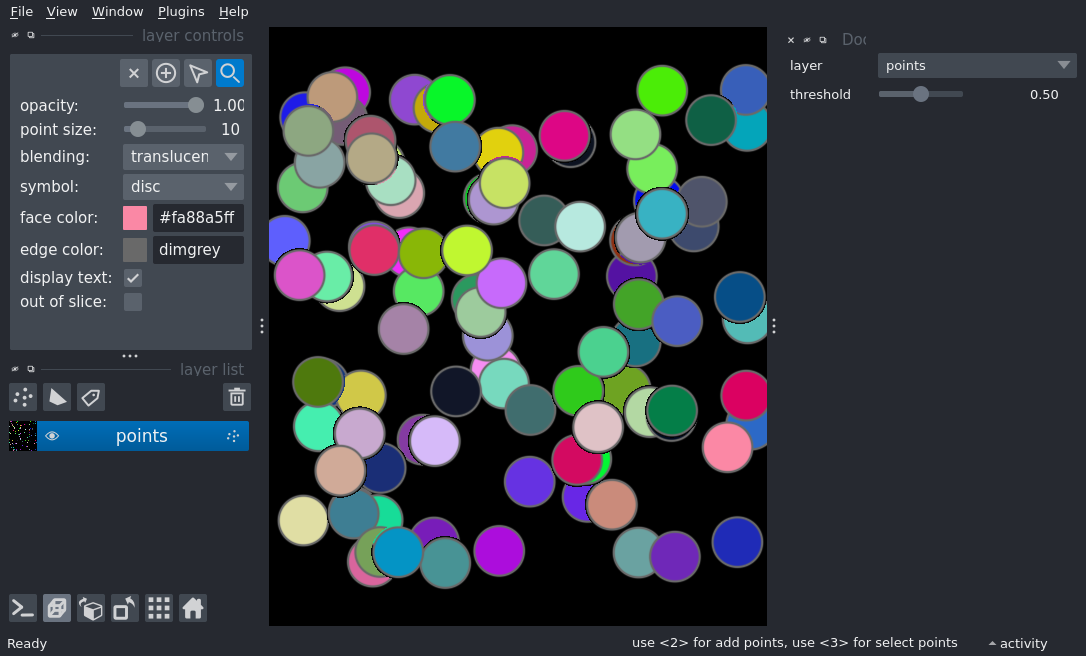 File View Window Plugins Help
layer controls
opacity: 1.00
point size: 10
blending: translucen
symbol: disc
face color: #fa88a5ff
edge color: dimgrey
display text:
out of slice:
layer list
points
Doc
layer points
threshold 0.50
Ready
use <2> for add points, use <3> for select points
activity